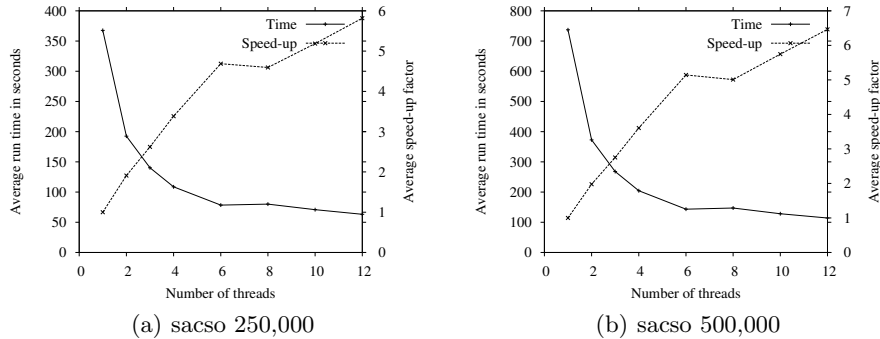 400
350
300
250
200
150
100
50
0
Average run time in seconds
Time
Speed-up
6
5
4
3
2
1
0
Average speed-up factor
0 2 4 6 8 10 12
Number of threads
(a) sacso 250,000
800
700
600
500
400
300
200
100
0
Average run time in seconds
Time
Speed-up
7
6
5
4
3
2
1
0
Average speed-up factor
0 2 4 6 8 10 12
Number of threads
(b) sacso 500,000